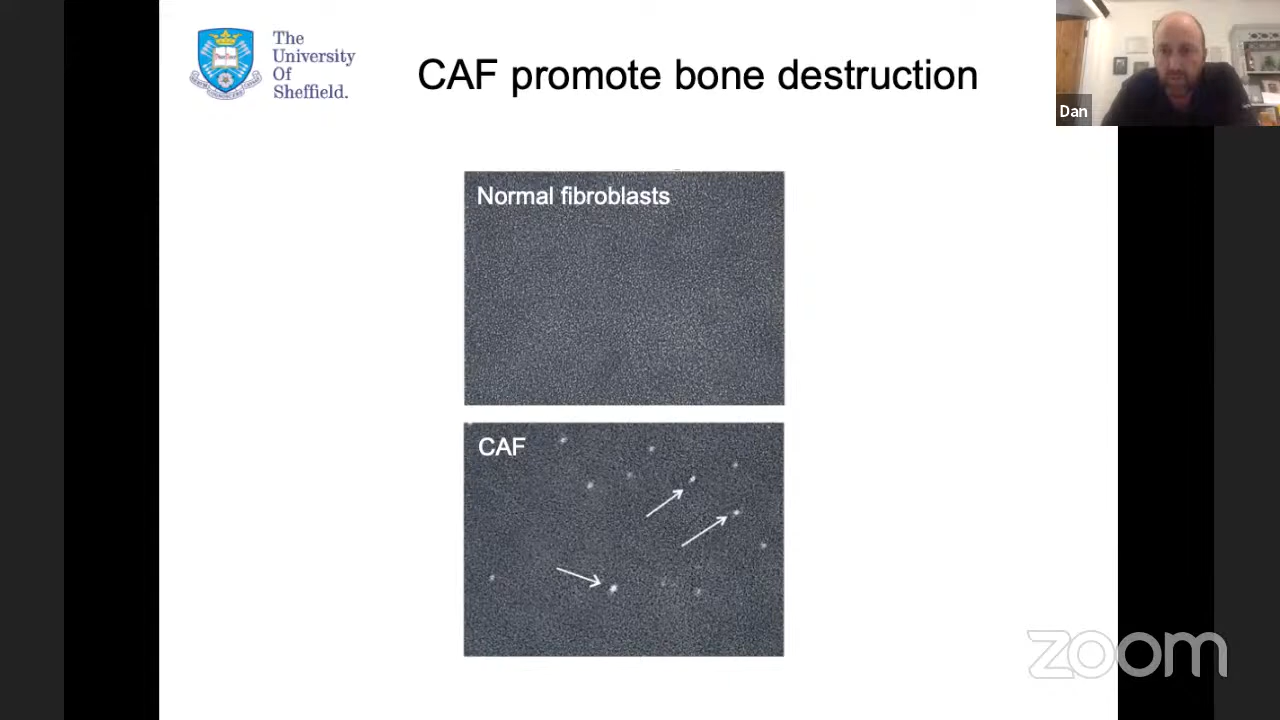 The
University
Of
Sheffield.
CAF promote bone destruction
Dan
Normal fibroblasts
CAF
zoom